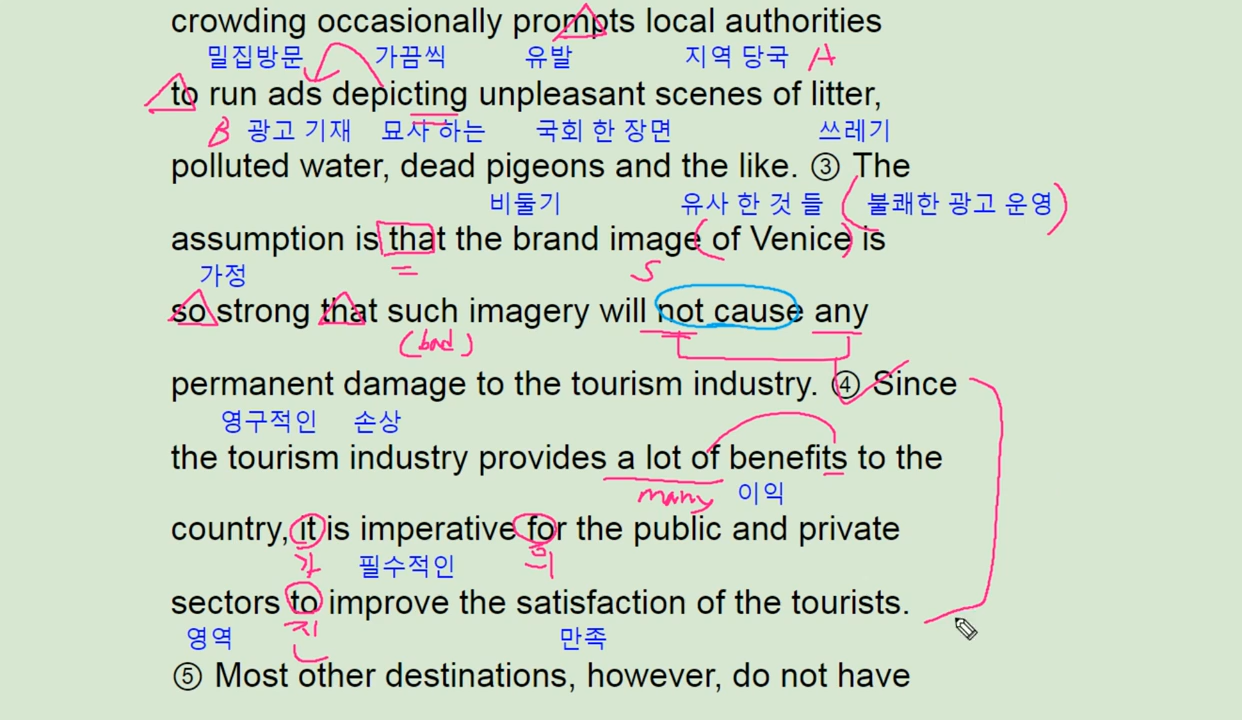 crowding occasionally prompts local authorities
밀집방문 가끔씩 유발 지역 당국 A
to run ads depicting unpleasant scenes of litter,
B 광고 기재 묘사 하는 국회 한 장면 쓰레기
polluted water, dead pigeons and the like. ③ The
비둘기 유사 한 것 들 (불쾌한 광고 운영)
assumption is that the brand image (of Venice) is
가정 S
so strong that such imagery will not cause any
(bad)
permanent damage to the tourism industry. ④ Since
영구적인 손상
the tourism industry provides a lot of benefits to the
many 이익
country, it is imperative for the public and private
가 필수적인 의
sectors to improve the satisfaction of the tourists.
영역 지 만족
⑤ Most other destinations, however, do not have